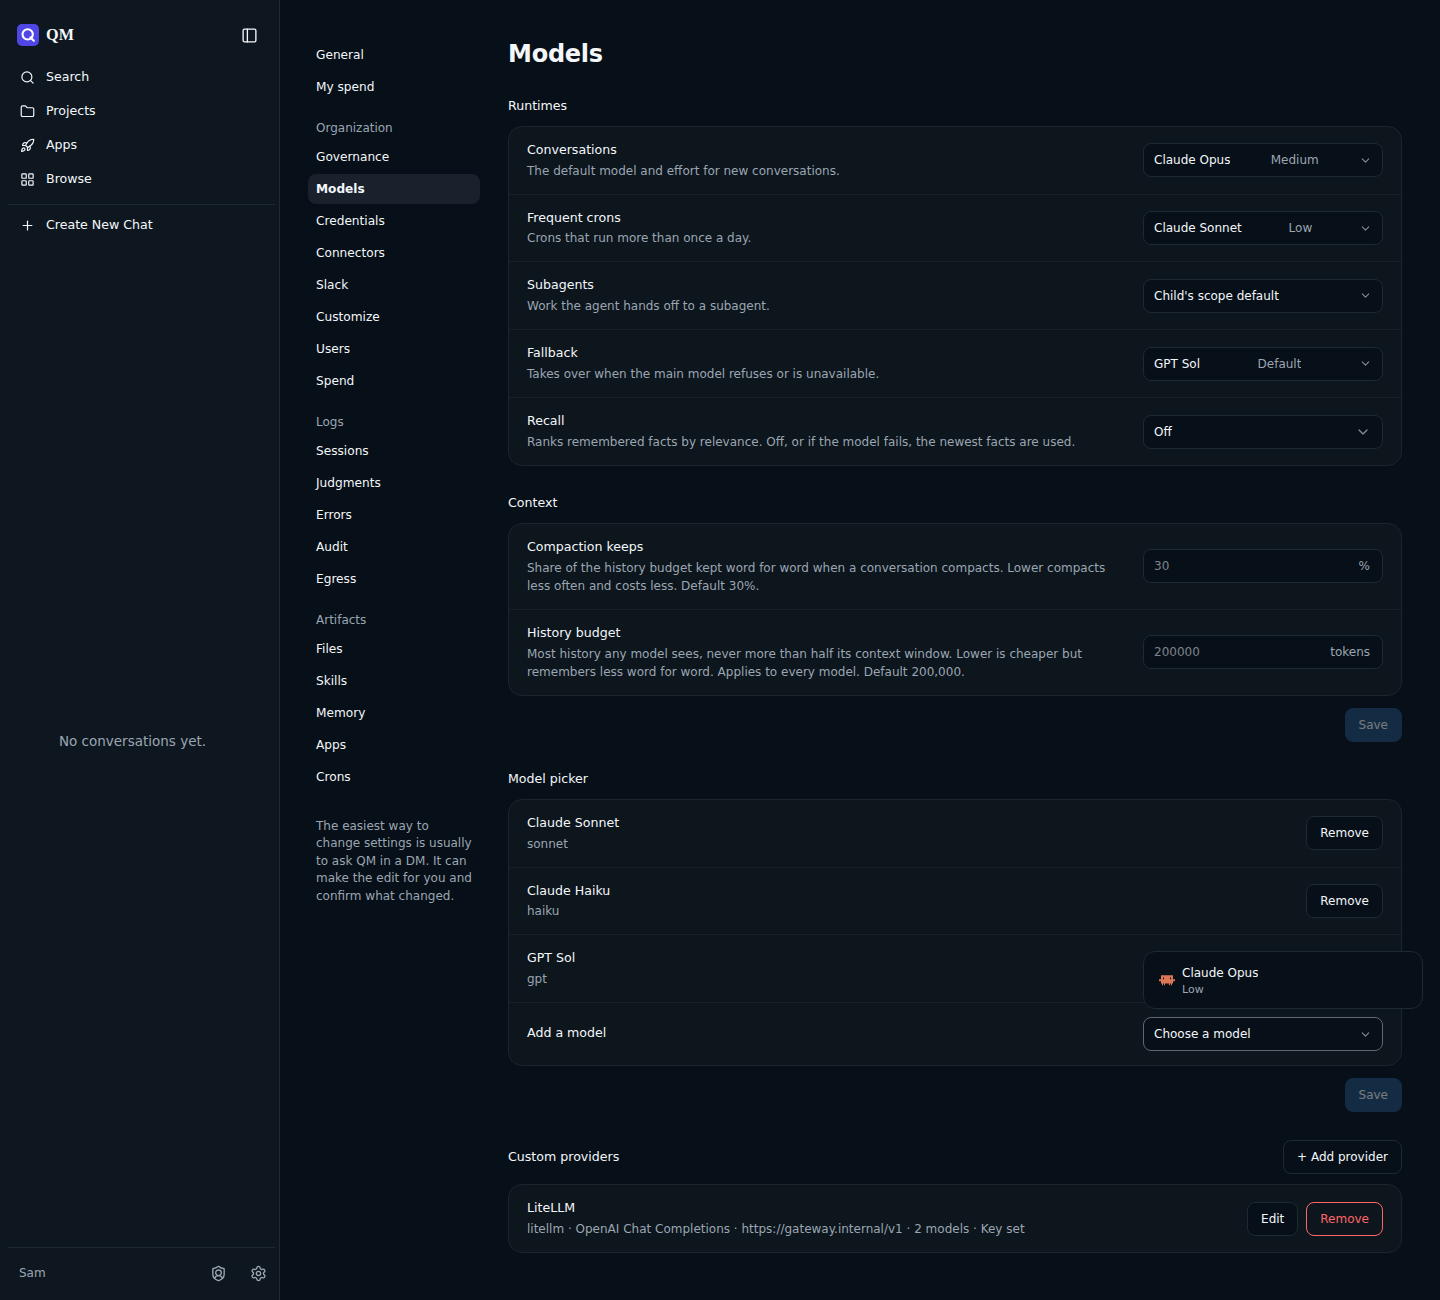 QM
Search
Projects
Apps
Browse
Create New Chat
No conversations yet.
Sam
General
My spend
Organization
Governance
Models
Credentials
Connectors
Slack
Customize
Users
Spend
Logs
Sessions
Judgments
Errors
Audit
Egress
Artifacts
Files
Skills
Memory
Apps
Crons
The easiest way to
change settings is usually
to ask QM in a DM. It can
make the edit for you and
confirm what changed.
Models
Runtimes
Conversations
The default model and effort for new conversations.
Claude Opus Medium
Frequent crons
Crons that run more than once a day.
Claude Sonnet Low
Subagents
Work the agent hands off to a subagent.
Child's scope default
Fallback
Takes over when the main model refuses or is unavailable.
GPT Sol Default
Recall
Ranks remembered facts by relevance. Off, or if the model fails, the newest facts are used.
Off
Context
Compaction keeps
Share of the history budget kept word for word when a conversation compacts. Lower compacts
less often and costs less. Default 30%.
30 %
History budget
Most history any model sees, never more than half its context window. Lower is cheaper but
remembers less word for word. Applies to every model. Default 200,000.
200000 tokens
Save
Model picker
Claude Sonnet
sonnet
Remove
Claude Haiku
haiku
Remove
GPT Sol
gpt
Claude Opus
Low
Add a model
Choose a model
Save
Custom providers
+ Add provider
LiteLLM
litellm · OpenAI Chat Completions · https://gateway.internal/v1 · 2 models · Key set
Edit
Remove